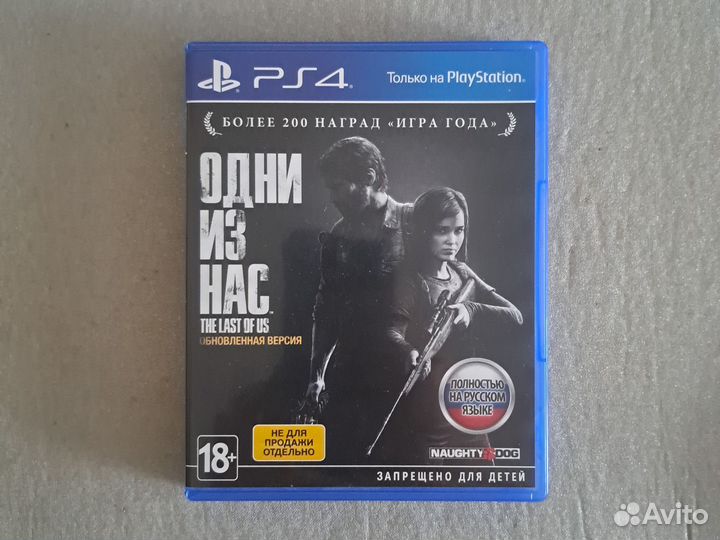 PS4
Только на PlayStation
БОЛЕЕ 200 НАГРАД «ИГРА ГОДА»
ОДНИ
ИЗ
НАС
THE LAST OF US
ОБНОВЛЕННАЯ ВЕРСИЯ
ПОЛНОСТЬЮ
НА РУССКОМ
ЯЗЫКЕ
НЕ ДЛЯ
ПРОДАЖИ
ОТДЕЛЬНО
18+
NAUGHTY DOG
ЗАПРЕЩЕНО ДЛЯ ДЕТЕЙ
Avito